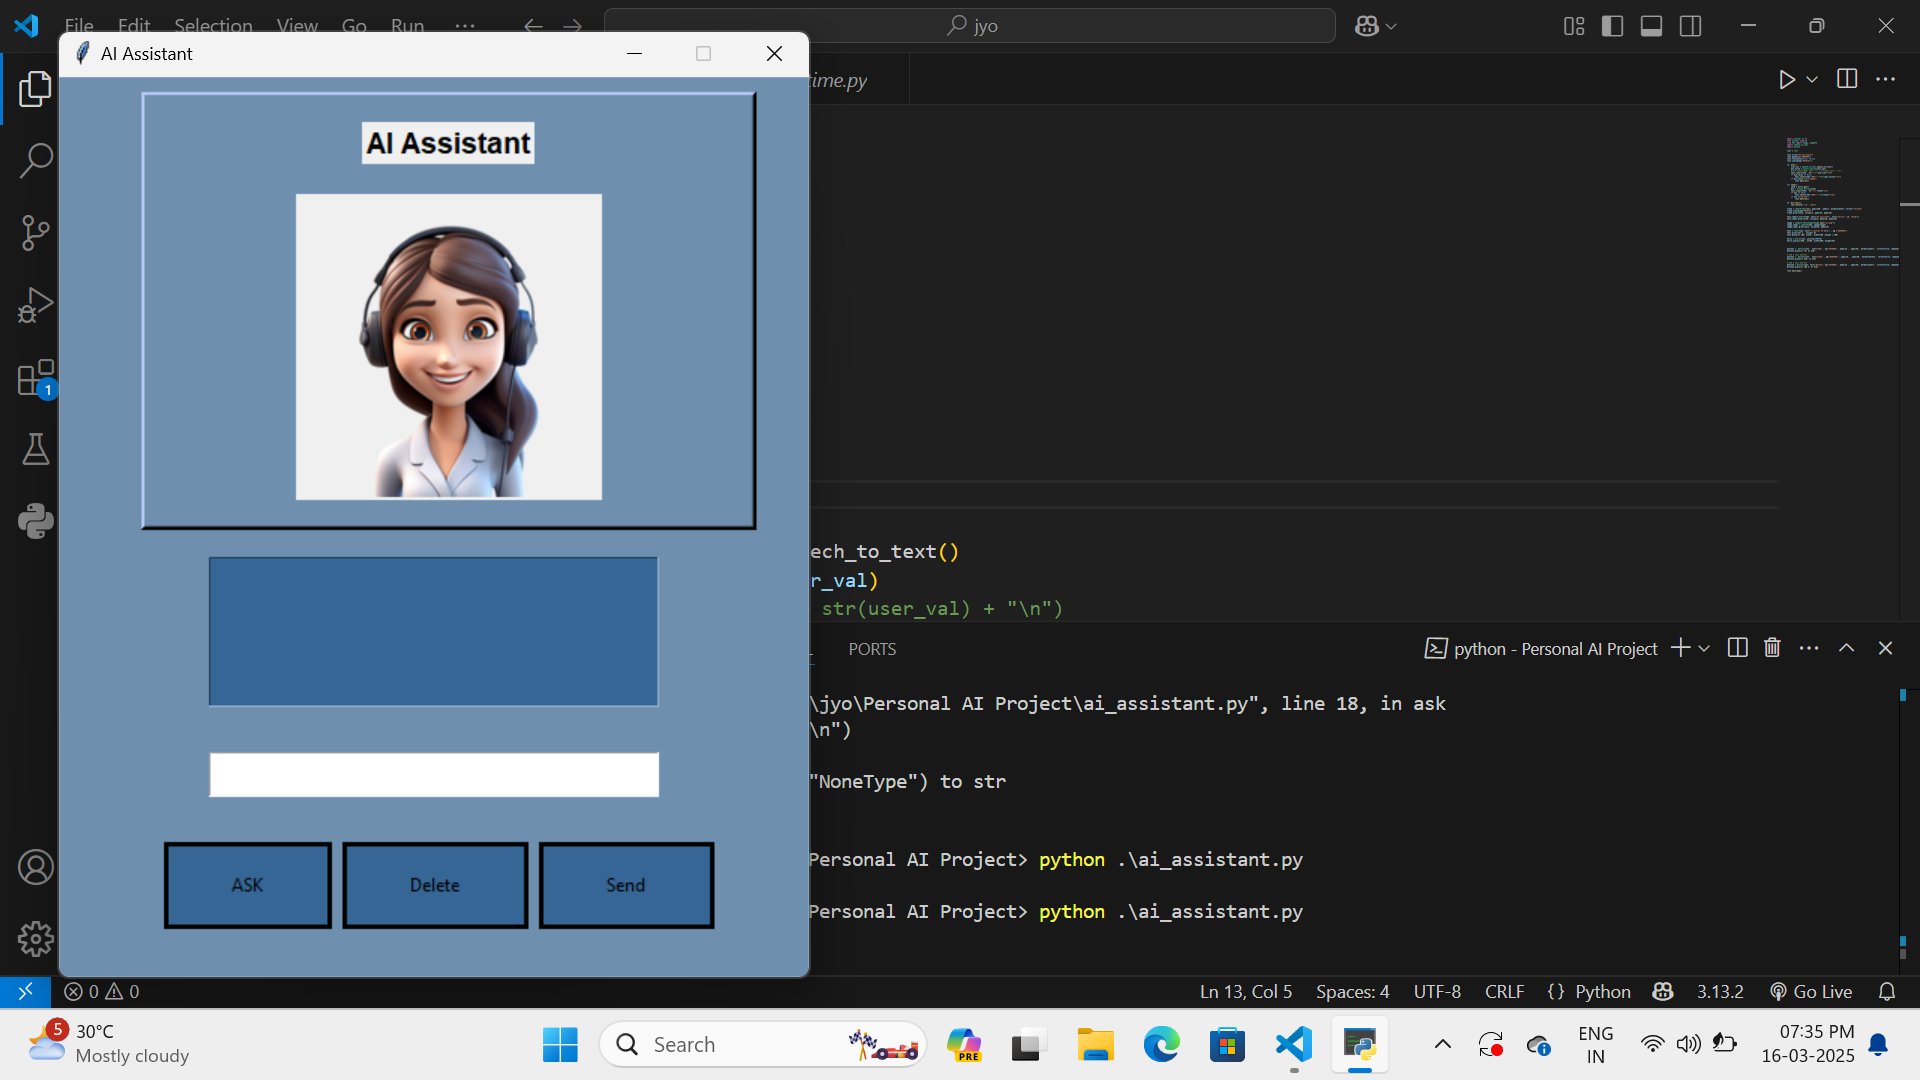 File Edit Selection View Go Run ... jyo
AI Assistant
time.py
AI Assistant
ech_to_text()
r_val)
str(user_val) + "\n")
PORTS
python - Personal AI Project
\jyo\Personal AI Project\ai_assistant.py", line 18, in ask
\n")
"NoneType") to str
Personal AI Project> python .\ai_assistant.py
Personal AI Project> python .\ai_assistant.py
ASK Delete Send
1
0 0
Ln 13, Col 5 Spaces: 4 UTF-8 CRLF {} Python 3.13.2 Go Live
5
30°C
Mostly cloudy
Search
PRE
ENG
IN
07:35 PM
16-03-2025